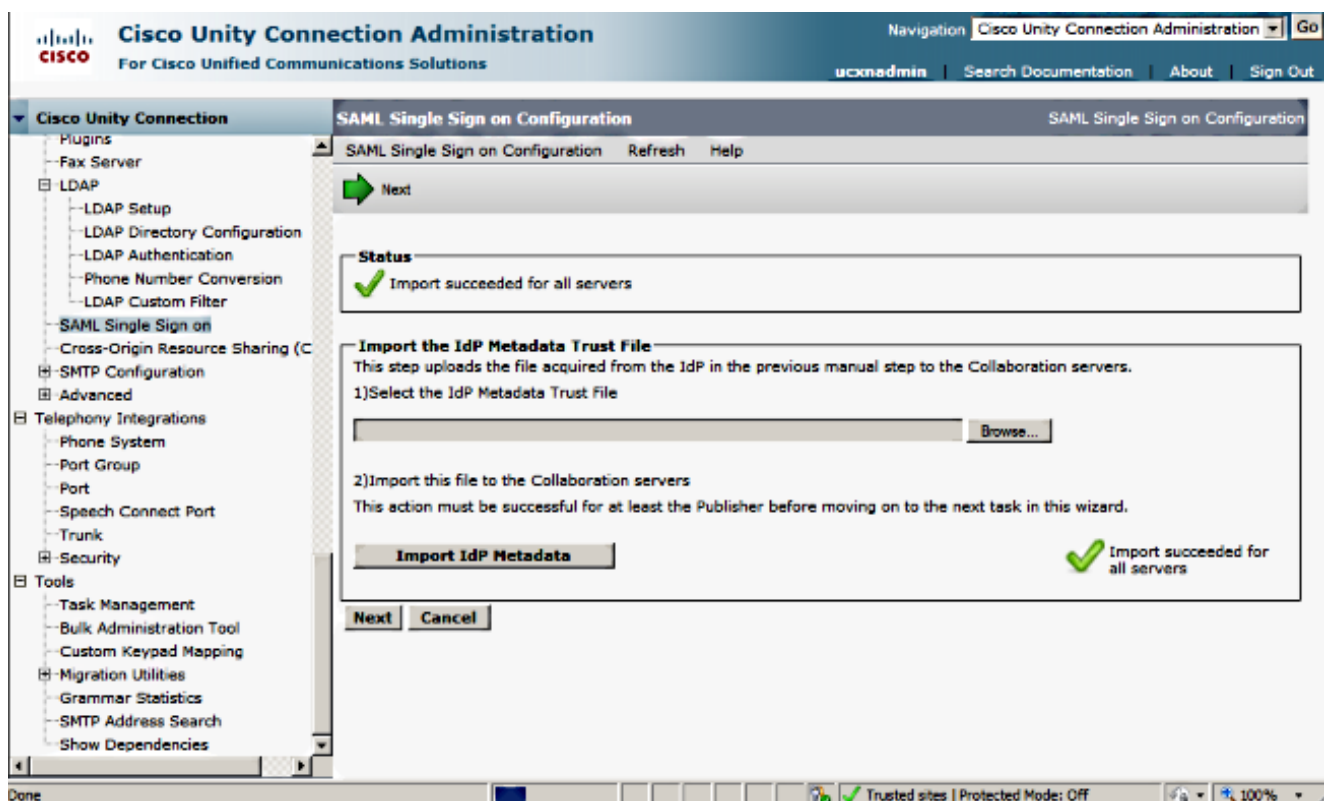 cisco
Cisco Unity Connection Administration
For Cisco Unified Communications Solutions
Navigation Cisco Unity Connection Administration Go
ucxnadmin | Search Documentation | About | Sign Out
Cisco Unity Connection
Plugins
Fax Server
LDAP
LDAP Setup
LDAP Directory Configuration
LDAP Authentication
Phone Number Conversion
LDAP Custom Filter
SAML Single Sign on
Cross-Origin Resource Sharing (C
SMTP Configuration
Advanced
Telephony Integrations
Phone System
Port Group
Port
Speech Connect Port
Trunk
Security
Tools
Task Management
Bulk Administration Tool
Custom Keypad Mapping
Migration Utilities
Grammar Statistics
SMTP Address Search
Show Dependencies
SAML Single Sign on Configuration
SAML Single Sign on Configuration
SAML Single Sign on Configuration Refresh Help
Next
Status
Import succeeded for all servers
Import the IdP Metadata Trust File
This step uploads the file acquired from the IdP in the previous manual step to the Collaboration servers.
1)Select the IdP Metadata Trust File
Browse...
2)Import this file to the Collaboration servers
This action must be successful for at least the Publisher before moving on to the next task in this wizard.
Import IdP Metadata
Import succeeded for
all servers
Next Cancel
Done
Trusted sites | Protected Mode: Off
100%